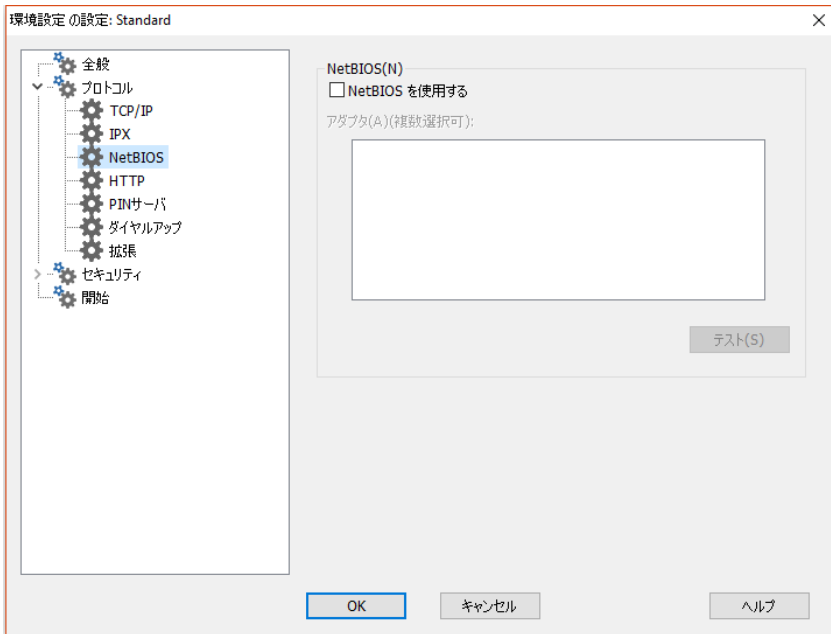 環境設定 の設定: Standard
全般
プロトコル
TCP/IP
IPX
NetBIOS
HTTP
PINサーバ
ダイヤルアップ
拡張
セキュリティ
開始
NetBIOS(N)
NetBIOS を使用する
アダプタ(A)(複数選択可):
テスト(S)
OK
キャンセル
ヘルプ